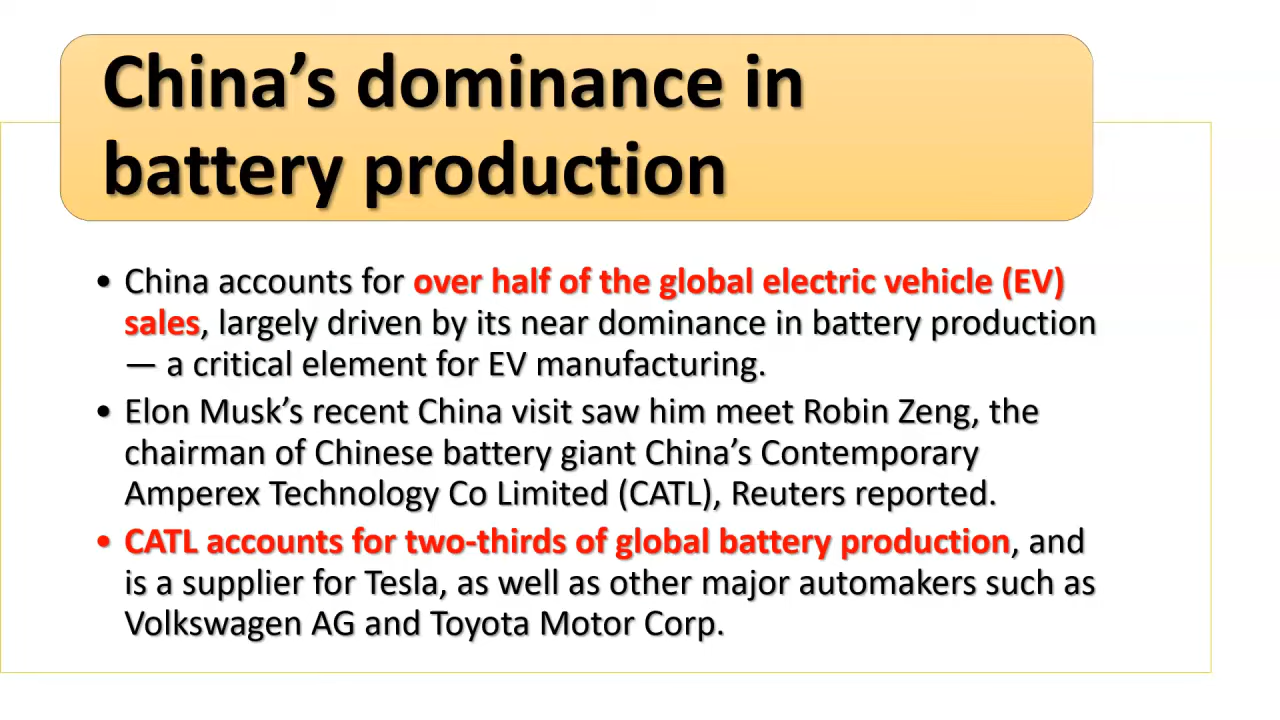 China’s dominance in
battery production
• China accounts for over half of the global electric vehicle (EV)
sales, largely driven by its near dominance in battery production
— a critical element for EV manufacturing.
• Elon Musk’s recent China visit saw him meet Robin Zeng, the
chairman of Chinese battery giant China’s Contemporary
Amperex Technology Co Limited (CATL), Reuters reported.
• CATL accounts for two-thirds of global battery production, and
is a supplier for Tesla, as well as other major automakers such as
Volkswagen AG and Toyota Motor Corp.